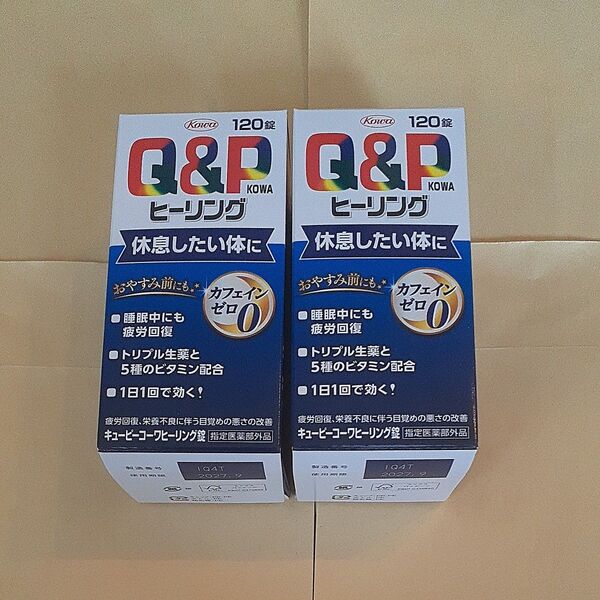 Kowa
120錠
Q&P
KOWA
ヒーリング
休息したい体に
おやすみ前にも
カフェイン
ゼロ0
睡眠中にも
疲労回復
トリプル生薬と
5種のビタミン配合
1日1回で効く!
疲労回復、栄養不良に伴う目覚めの悪さの改善
キューピーコーワヒーリング錠 指定医薬部外品
製造番号 1Q4T
使用期限 2027.9
Kowa
120錠
Q&P
KOWA
ヒーリング
休息したい体に
おやすみ前にも
カフェイン
ゼロ0
睡眠中にも
疲労回復
トリプル生薬と
5種のビタミン配合
1日1回で効く!
疲労回復、栄養不良に伴う目覚めの悪さの改善
キューピーコーワヒーリング錠 指定医薬部外品
製造番号 1Q4T
使用期限 2027.9